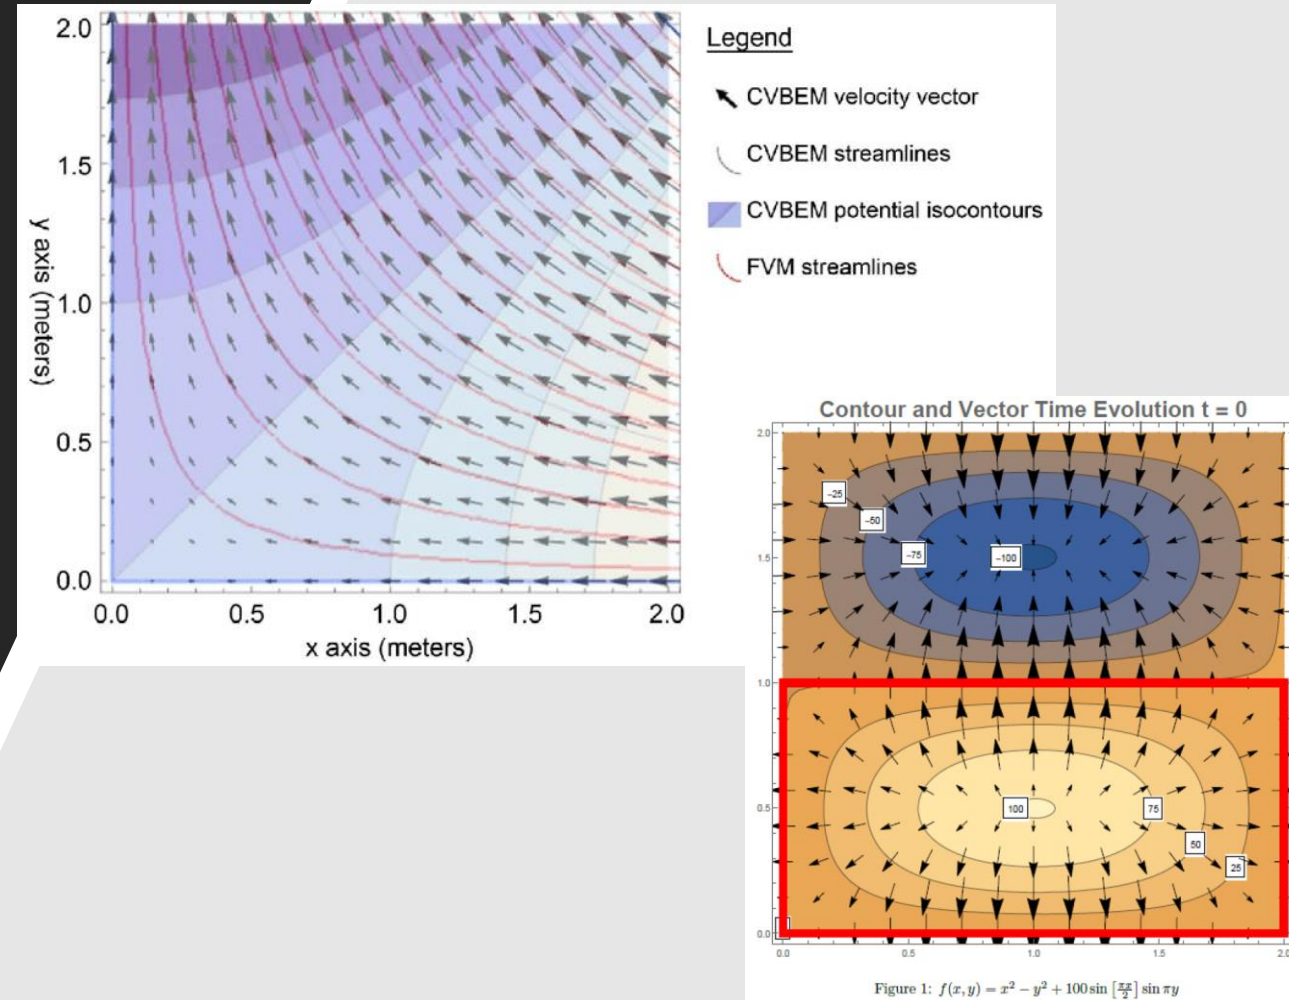 2.0
1.5
1.0
0.5
0.0
y axis (meters)
0.0 0.5 1.0 1.5 2.0
x axis (meters)
Legend
CVBEM velocity vector
CVBEM streamlines
CVBEM potential isocontours
FVM streamlines
Contour and Vector Time Evolution t = 0
2.0
1.5
1.0
0.5
0.0
-25
-50
-75
-100
100
75
50
25
0.0 0.5 1.0 1.5 2.0
Figure 1: f(x, y) = x² − y² + 100 sin [πx/2] sin πy